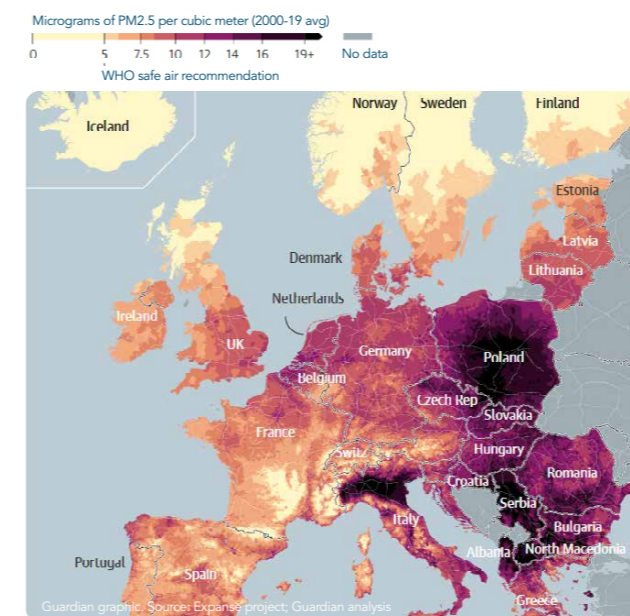 Micrograms of PM2.5 per cubic meter (2000-19 avg)
0 5 7.5 10 12 14 16 19+ No data
WHO safe air recommendation
Norway Sweden Finland
Iceland
Estonia
Latvia
Denmark
Lithuania
Netherlands
Ireland
UK
Germany
Poland
Belgium
Czech Rep
Slovakia
France
Switz
Hungary
Romania
Croatia
Serbia
Italy
Bulgaria
Albania
North Macedonia
Portugal
Spain
Greece
Guardian graphic. Source: Expanse project; Guardian analysis